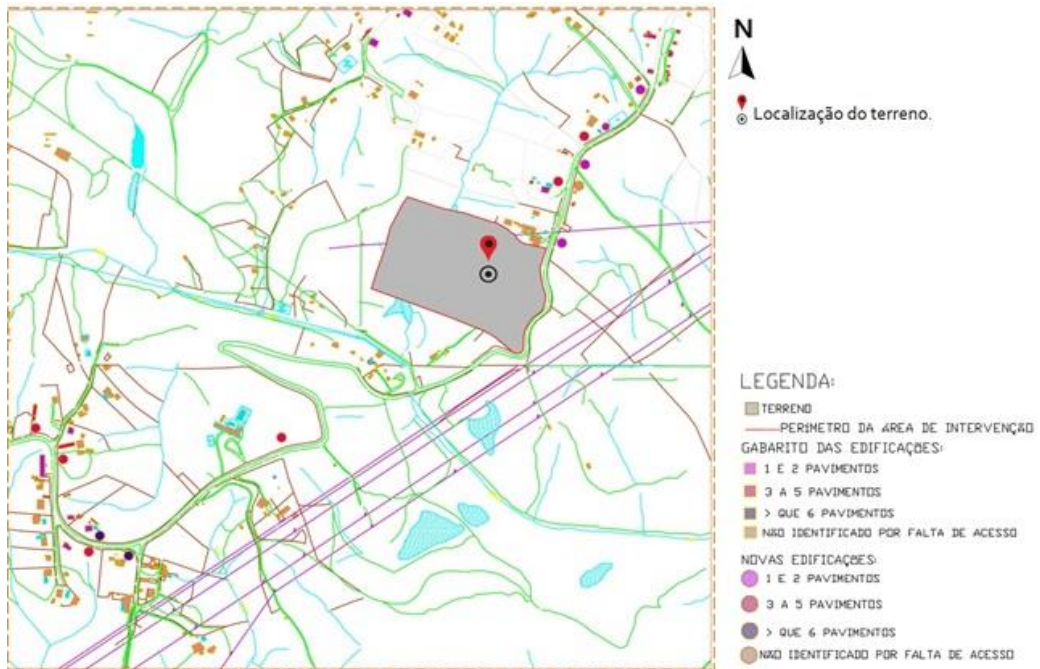 N
Localização do terreno.
LEGENDA:
TERRENO
PERÍMETRO DA ÁREA DE INTERVENÇÃO
GABARITO DAS EDIFICAÇÕES:
1 E 2 PAVIMENTOS
3 A 5 PAVIMENTOS
> QUE 6 PAVIMENTOS
NÃO IDENTIFICADO POR FALTA DE ACESSO
NOVAS EDIFICAÇÕES:
1 E 2 PAVIMENTOS
3 A 5 PAVIMENTOS
> QUE 6 PAVIMENTOS
NÃO IDENTIFICADO POR FALTA DE ACESSO